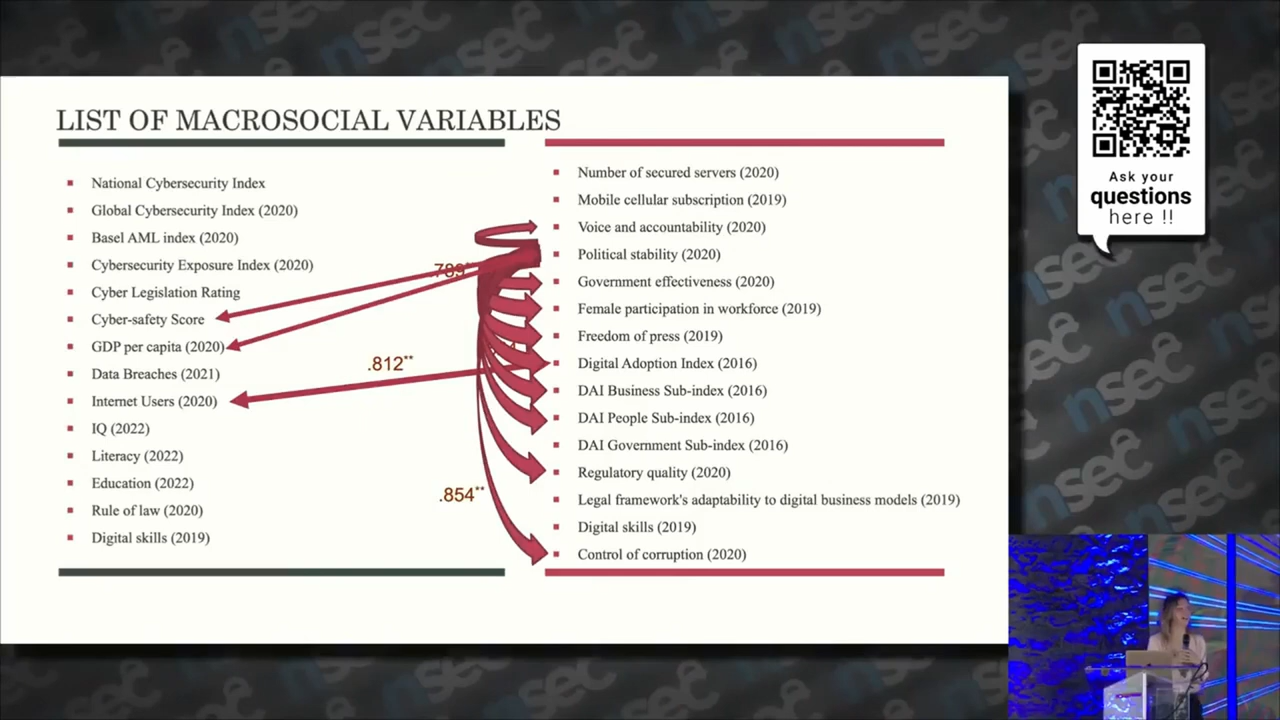 LIST OF MACROSOCIAL VARIABLES
National Cybersecurity Index
Global Cybersecurity Index (2020)
Basel AML index (2020)
Cybersecurity Exposure Index (2020)
Cyber Legislation Rating
Cyber-safety Score
GDP per capita (2020)
Data Breaches (2021)
Internet Users (2020)
IQ (2022)
Literacy (2022)
Education (2022)
Rule of law (2020)
Digital skills (2019)
.812**
.854**
Number of secured servers (2020)
Mobile cellular subscription (2019)
Voice and accountability (2020)
Political stability (2020)
Government effectiveness (2020)
Female participation in workforce (2019)
Freedom of press (2019)
Digital Adoption Index (2016)
DAI Business Sub-index (2016)
DAI People Sub-index (2016)
DAI Government Sub-index (2016)
Regulatory quality (2020)
Legal framework's adaptability to digital business models (2019)
Digital skills (2019)
Control of corruption (2020)
Ask your
questions
here !!
nsec